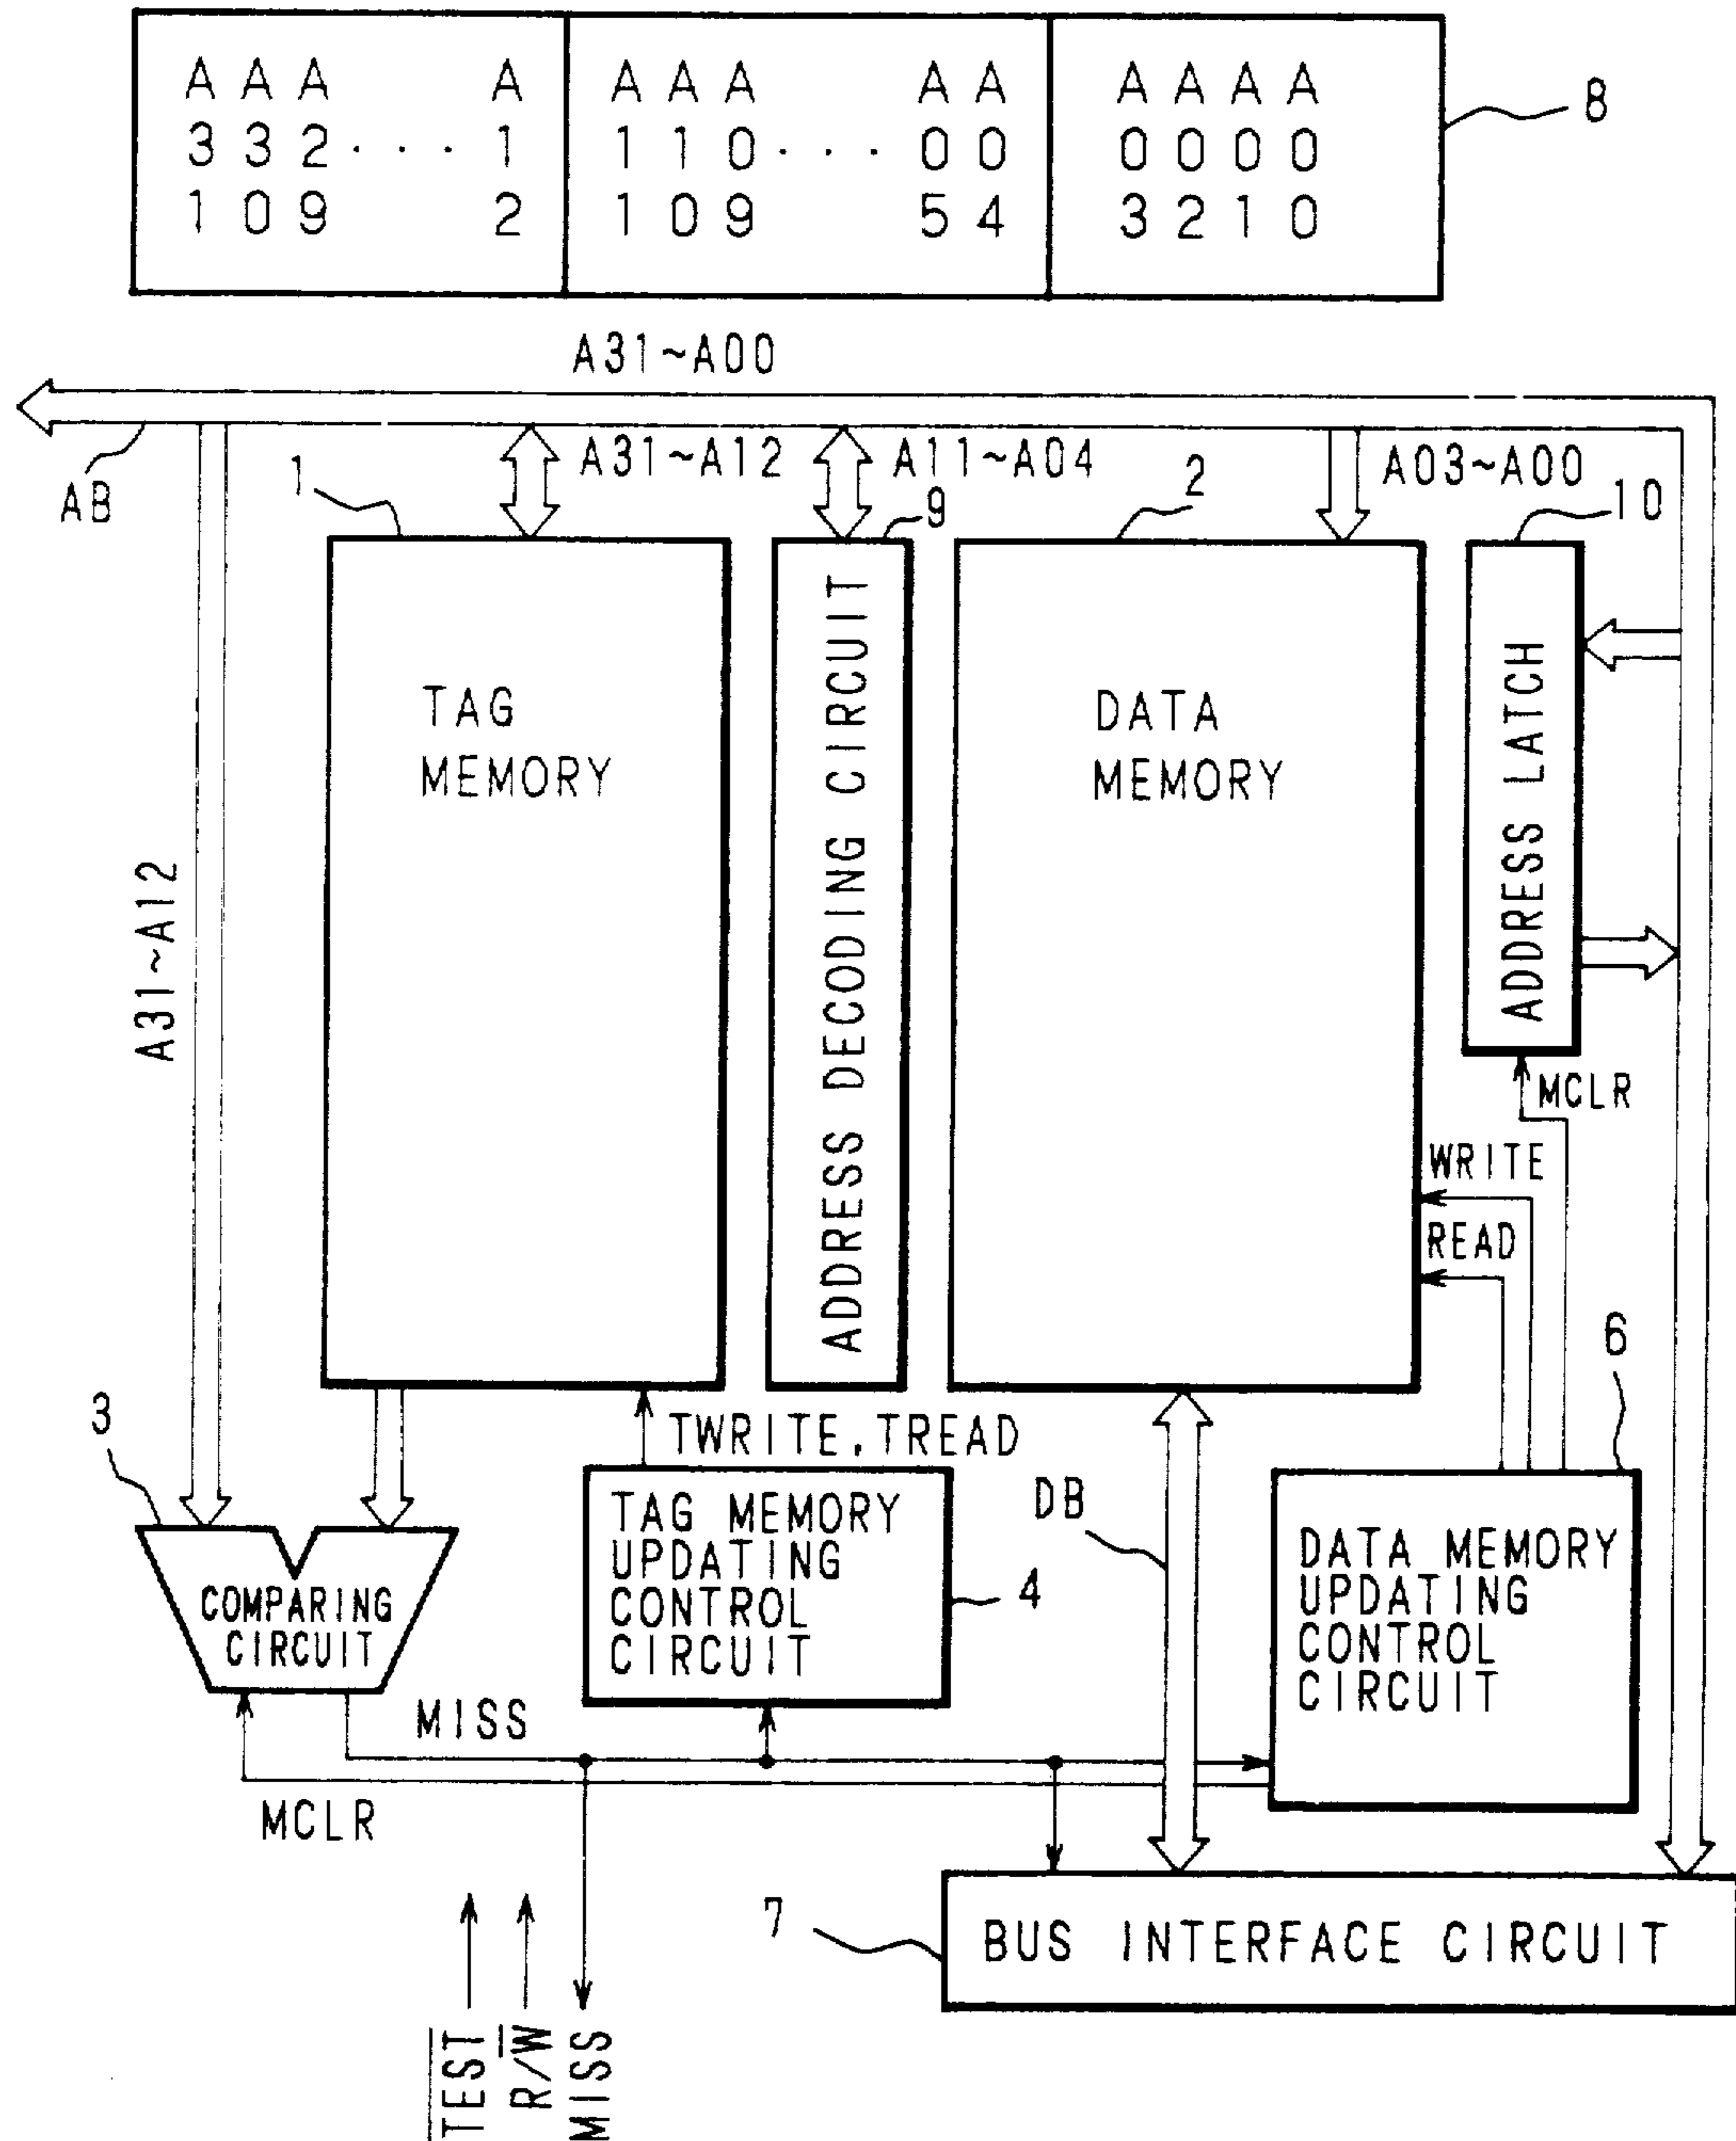 A A A A A A A A A A A A A
3 3 2 · · · 1 1 1 0 · · · 0 0 0 0 0 0
1 0 9 2 1 0 9 5 4 3 2 1 0
8
A31~A00
AB
1
A31~A12
A11~A04
9
2
A03~A00
10
TAG
MEMORY
ADDRESS DECODING CIRCUIT
DATA
MEMORY
ADDRESS LATCH
A31~A12
MCLR
WRITE
READ
6
3
TWRITE.TREAD
DB
COMPARING
CIRCUIT
TAG MEMORY
UPDATING
CONTROL
CIRCUIT
4
DATA MEMORY
UPDATING
CONTROL
CIRCUIT
MISS
MCLR
7
BUS INTERFACE CIRCUIT
T̅E̅S̅T̅
R/W̅
MISS